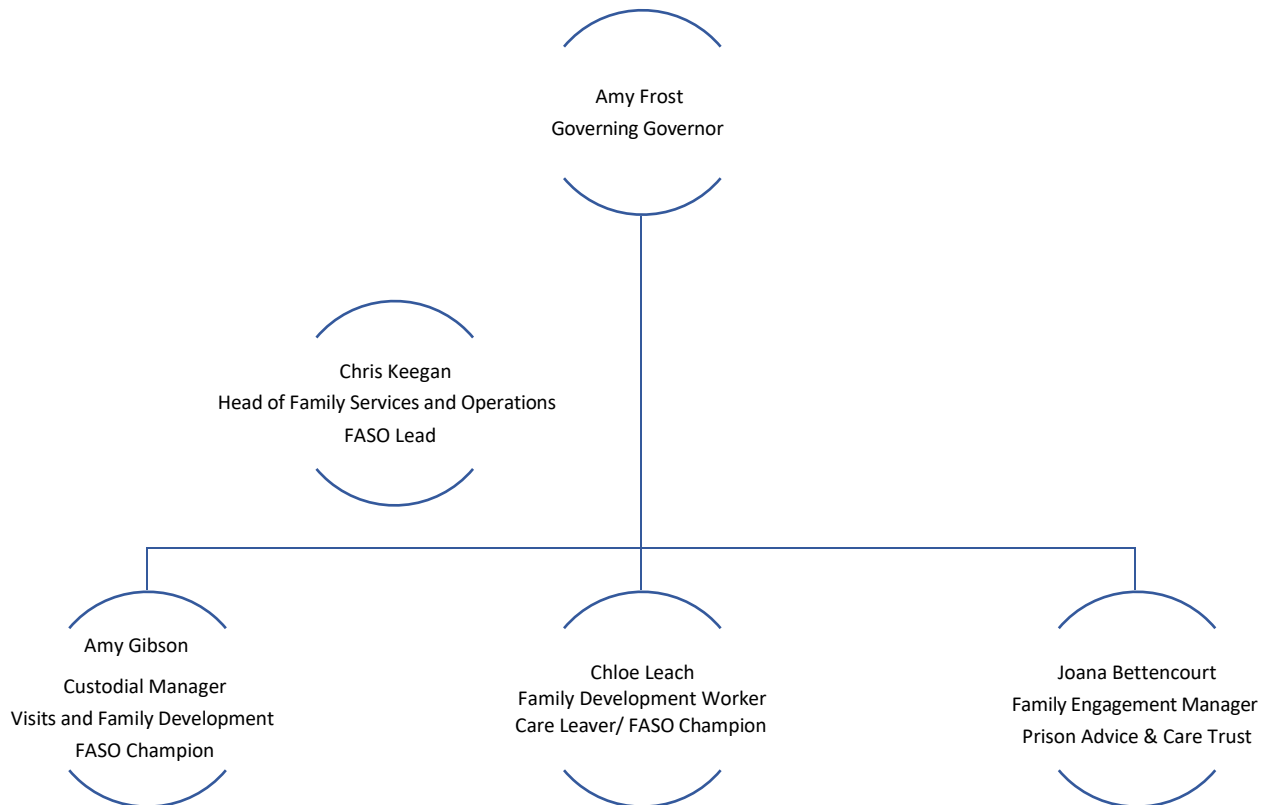 Amy Frost
Governing Governor
Chris Keegan
Head of Family Services and Operations
FASO Lead
Amy Gibson
Custodial Manager
Visits and Family Development
FASO Champion
Chloe Leach
Family Development Worker
Care Leaver/ FASO Champion
Joana Bettencourt
Family Engagement Manager
Prison Advice & Care Trust